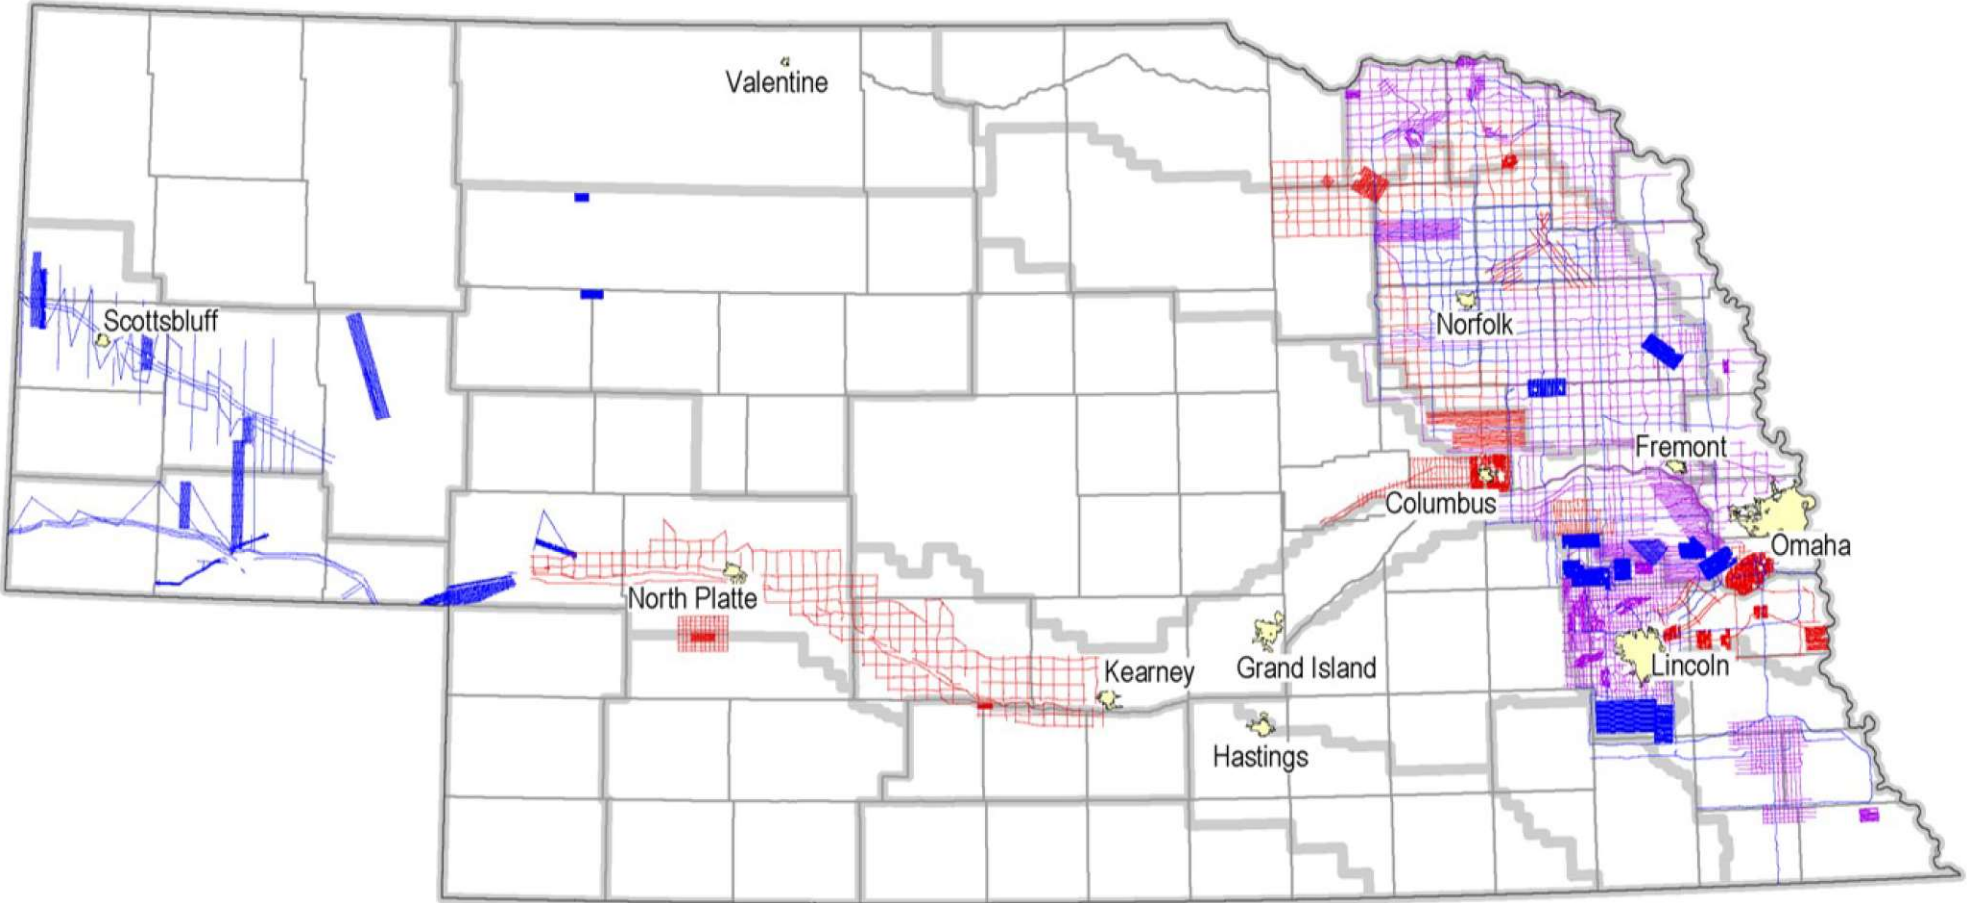 Valentine
Scottsbluff
Norfolk
Fremont
Columbus
Omaha
North Platte
Kearney
Grand Island
Lincoln
Hastings